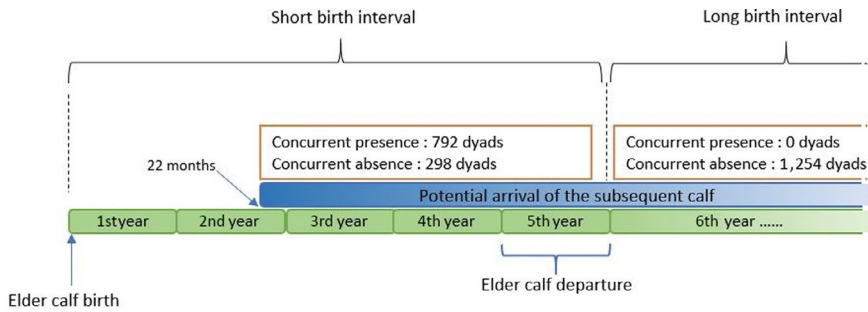 Short birth interval
Long birth interval
Concurrent presence : 792 dyads
Concurrent absence : 298 dyads
Concurrent presence : 0 dyads
Concurrent absence : 1,254 dyads
22 months
Potential arrival of the subsequent calf
1st year 2nd year 3rd year 4th year 5th year 6th year ......
Elder calf departure
Elder calf birth